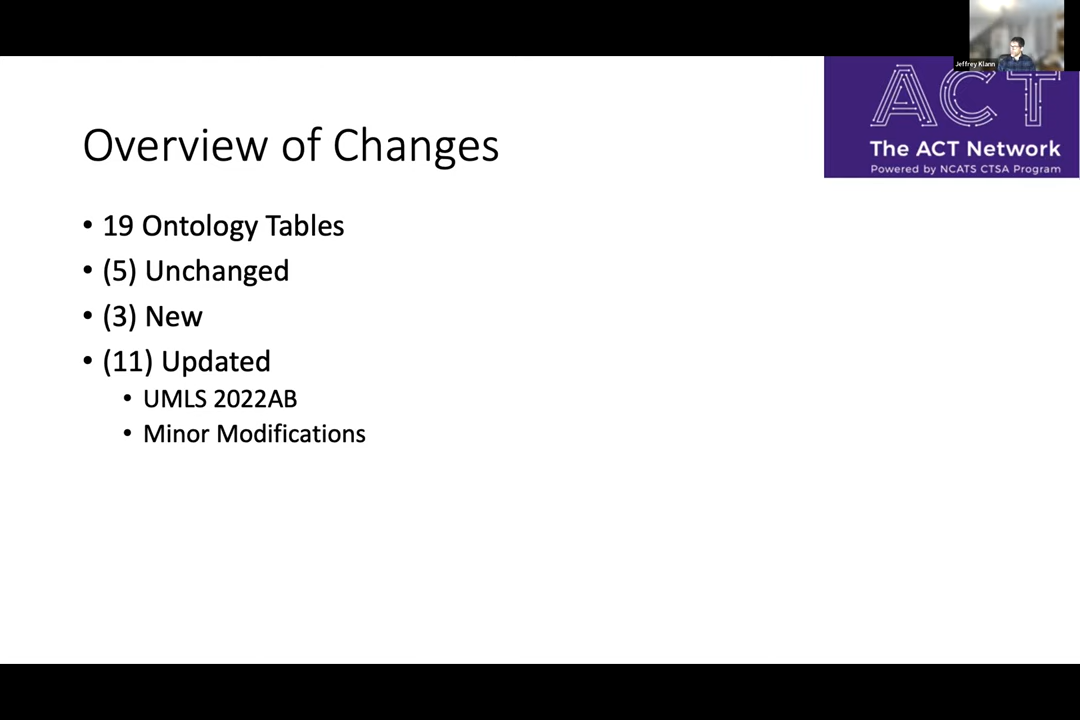 Jeffrey Klann
ACT
The ACT Network
Powered by NCATS CTSA Program
Overview of Changes
• 19 Ontology Tables
• (5) Unchanged
• (3) New
• (11) Updated
• UMLS 2022AB
• Minor Modifications